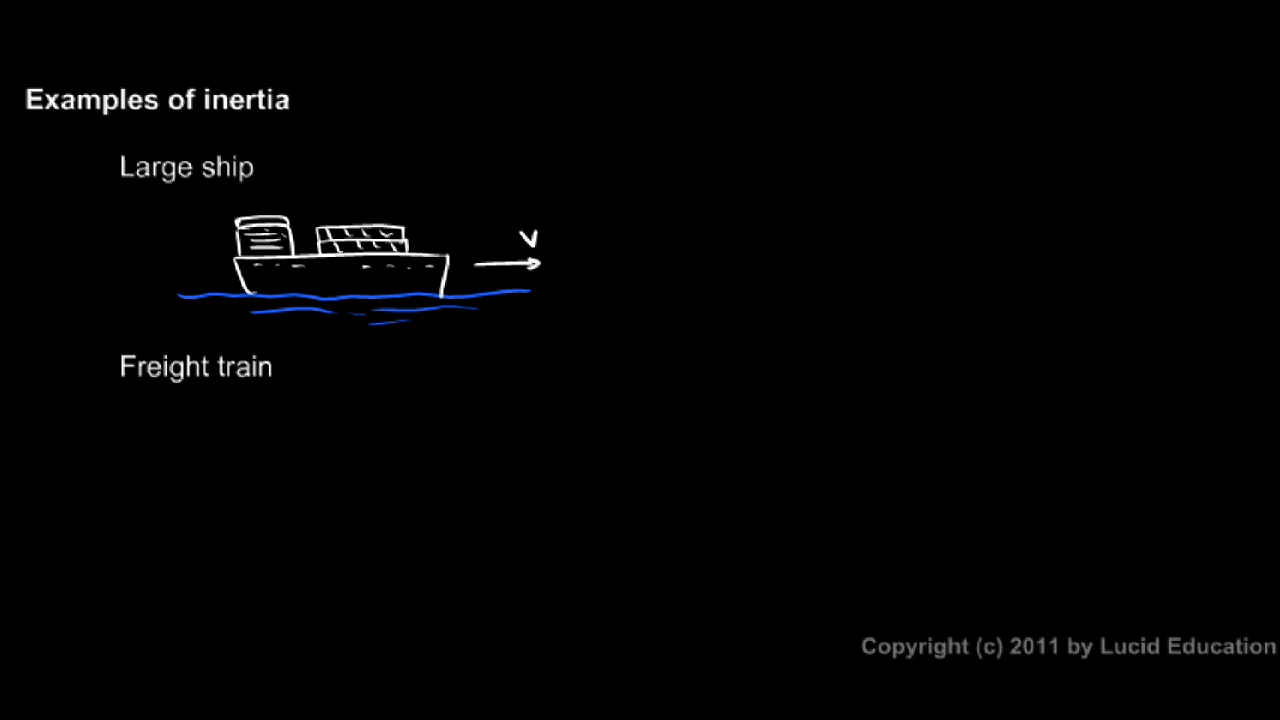 Examples of inertia
Large ship
v
Freight train
Copyright (c) 2011 by Lucid Education